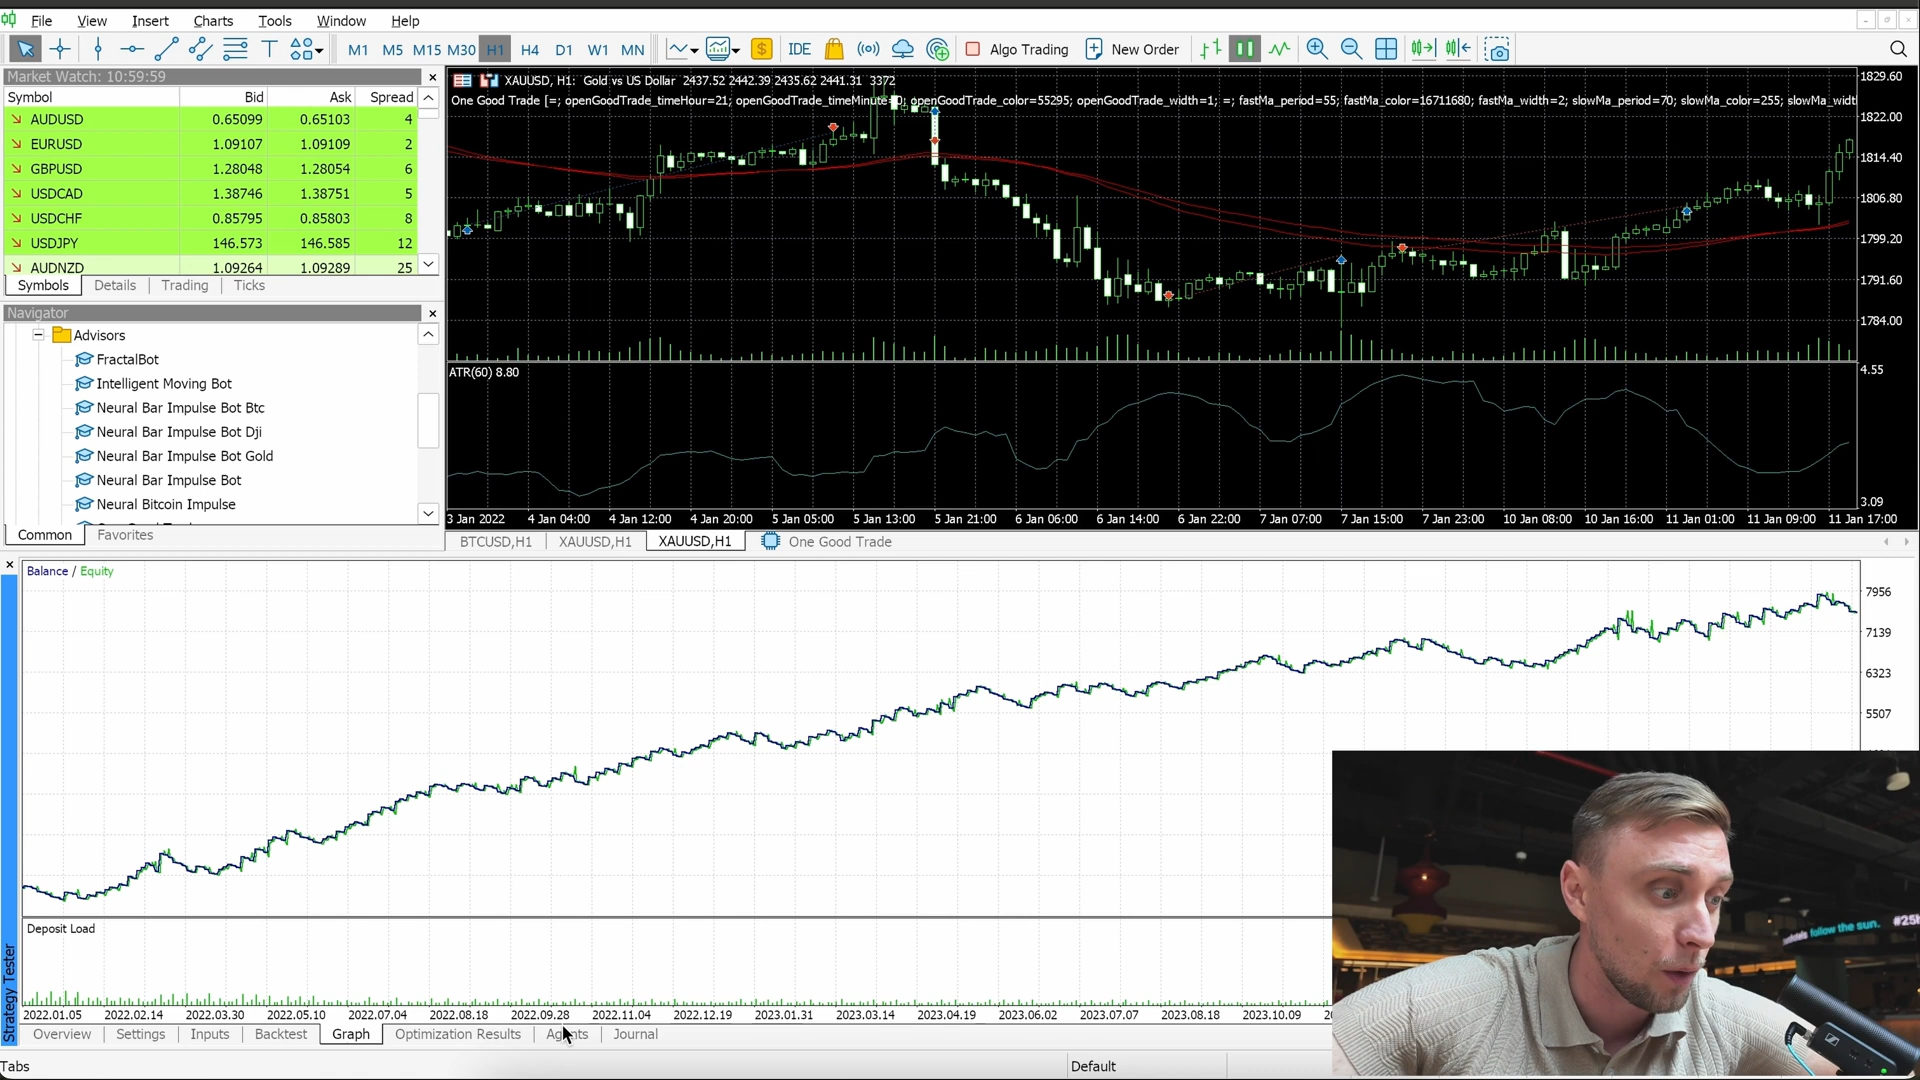 File View Insert Charts Tools Window Help
M1 M5 M15 M30 H1 H4 D1 W1 MN IDE Algo Trading New Order
Market Watch: 10:59:59
Symbol Bid Ask Spread
AUDUSD 0.65099 0.65103 4
EURUSD 1.09107 1.09109 2
GBPUSD 1.28048 1.28054 6
USDCAD 1.38746 1.38751 5
USDCHF 0.85795 0.85803 8
USDJPY 146.573 146.585 12
AUDNZD 1.09264 1.09289 25
Symbols Details Trading Ticks
Navigator
Advisors
FractalBot
Intelligent Moving Bot
Neural Bar Impulse Bot Btc
Neural Bar Impulse Bot Dji
Neural Bar Impulse Bot Gold
Neural Bar Impulse Bot
Neural Bitcoin Impulse
Common Favorites
XAUUSD, H1: Gold vs US Dollar 2437.52 2442.39 2435.62 2441.31 3372
One Good Trade [=; openGoodTrade_timeHour=21; openGoodTrade_timeMinute=0; openGoodTrade_color=55295; openGoodTrade_width=1; =; fastMa_period=55; fastMa_color=16711680; fastMa_width=2; slowMa_period=70; slowMa_color=255; slowMa_widt
1829.60
1822.00
1814.40
1806.80
1799.20
1791.60
1784.00
ATR(60) 8.80
4.55
3.09
3 Jan 2022 4 Jan 04:00 4 Jan 12:00 4 Jan 20:00 5 Jan 05:00 5 Jan 13:00 5 Jan 21:00 6 Jan 06:00 6 Jan 14:00 6 Jan 22:00 7 Jan 07:00 7 Jan 15:00 7 Jan 23:00 10 Jan 08:00 10 Jan 16:00 11 Jan 01:00 11 Jan 09:00 11 Jan 17:00
BTCUSD,H1 XAUUSD,H1 XAUUSD,H1 One Good Trade
Balance / Equity
7956
7139
6323
5507
Deposit Load
2022.01.05 2022.02.14 2022.03.30 2022.05.10 2022.07.04 2022.08.18 2022.09.28 2022.11.04 2022.12.19 2023.01.31 2023.03.14 2023.04.19 2023.06.02 2023.07.07 2023.08.18 2023.10.09
Strategy Tester
Overview Settings Inputs Backtest Graph Optimization Results Agents Journal
Tabs Default
follow the sun.